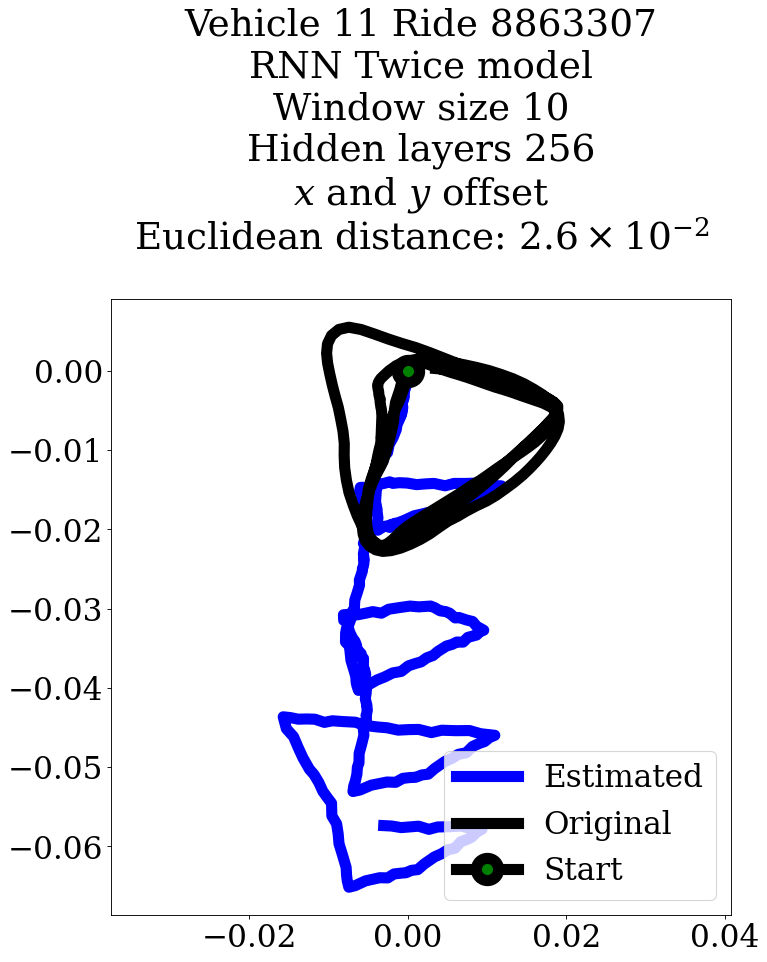 Vehicle 11 Ride 8863307
RNN Twice model
Window size 10
Hidden layers 256
x and y offset
Euclidean distance: 2.6 × 10⁻²
0.00
−0.01
−0.02
−0.03
−0.04
−0.05
−0.06
Estimated
Original
Start
−0.02 0.00 0.02 0.04